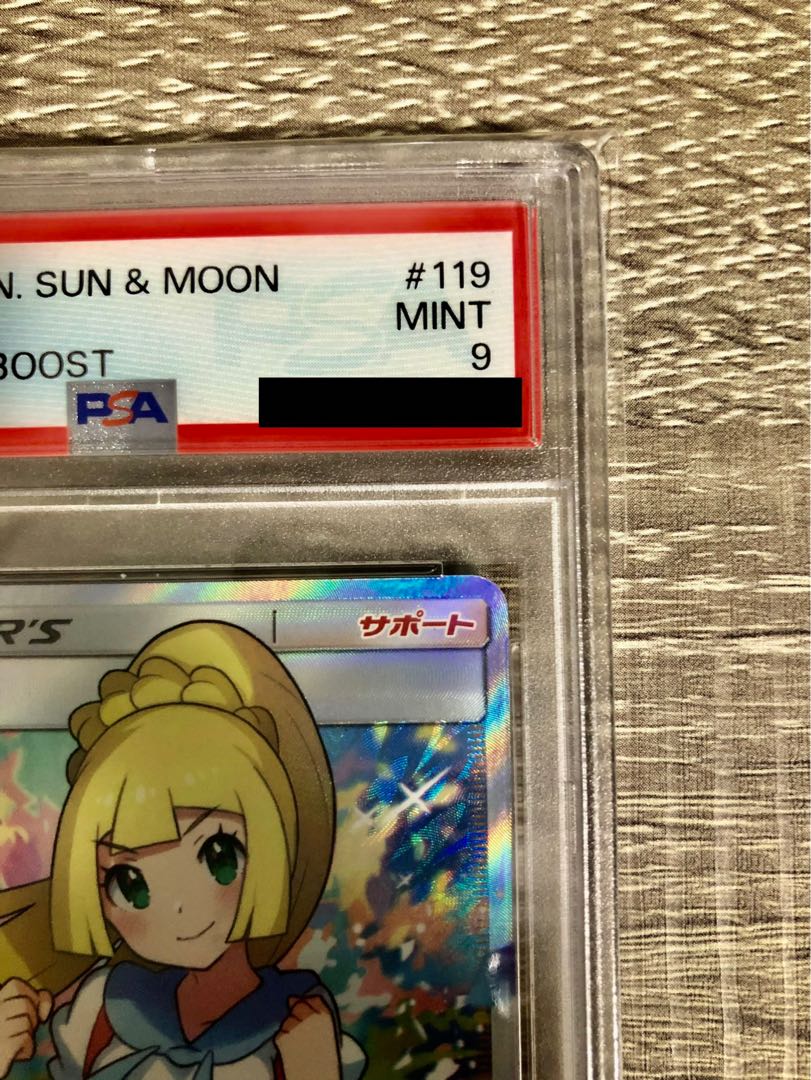 N. SUN & MOON #119
MINT
BOOST 9
PSA
R'S サポート